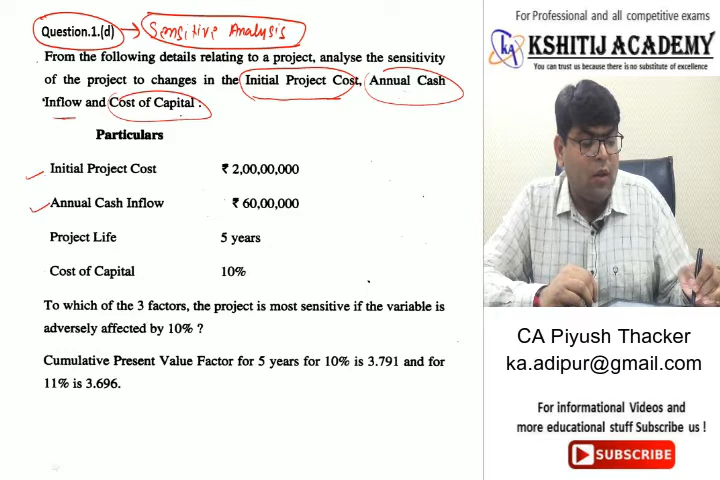 Question.1.(d)
Sensitive Analysis
From the following details relating to a project, analyse the sensitivity
of the project to changes in the Initial Project Cost, Annual Cash
Inflow and Cost of Capital.
Particulars
Initial Project Cost ₹ 2,00,00,000
Annual Cash Inflow ₹ 60,00,000
Project Life 5 years
Cost of Capital 10%
To which of the 3 factors, the project is most sensitive if the variable is
adversely affected by 10% ?
Cumulative Present Value Factor for 5 years for 10% is 3.791 and for
11% is 3.696.
For Professional and all competitive exams
KA
KSHITIJ ACADEMY
You can trust us because there is no substitute of excellence
CA Piyush Thacker
ka.adipur@gmail.com
For informational Videos and
more educational stuff Subscribe us !
SUBSCRIBE